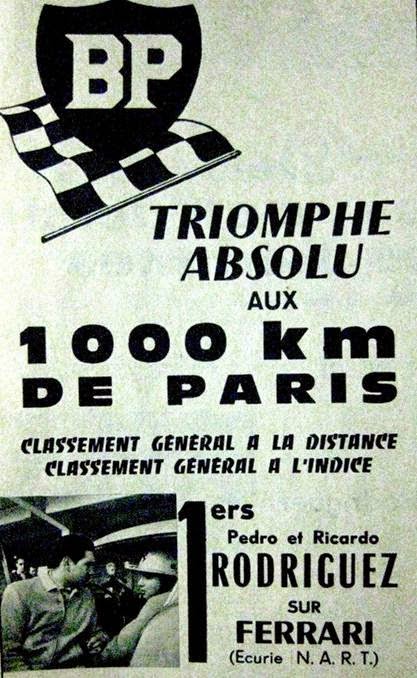 BP
TRIOMPHE
ABSOLU
AUX
1000 km
DE PARIS
CLASSEMENT GÉNÉRAL A LA DISTANCE
CLASSEMENT GÉNÉRAL A L'INDICE
1ers
Pedro et Ricardo
RODRIGUEZ
SUR
FERRARI
(Ecurie N.A.R.T.)